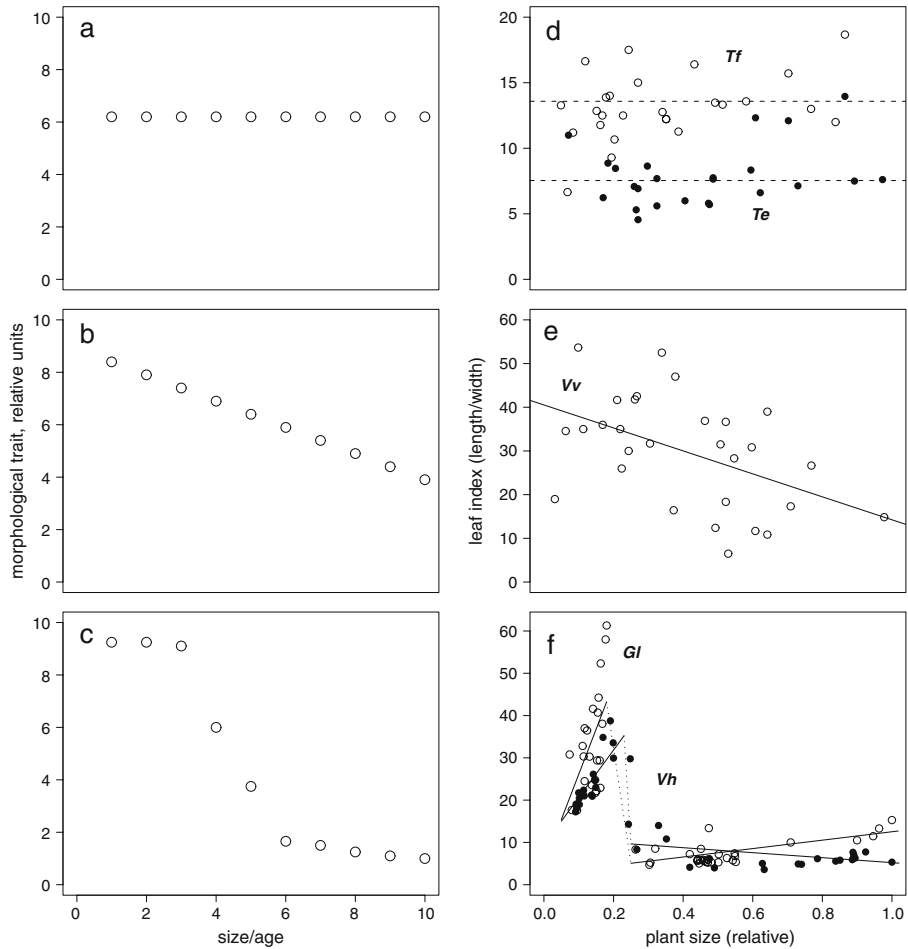 a
10
8
6
4
2
0
b
10
8
6
4
2
0
c
10
8
6
4
2
0
0 2 4 6 8 10
size/age
morphological trait, relative units
d
Tf
Te
20
15
10
5
0
e
Vv
60
50
40
30
20
10
0
f
Gl
Vh
60
50
40
30
20
10
0
0.0 0.2 0.4 0.6 0.8 1.0
plant size (relative)
leaf index (length/width)